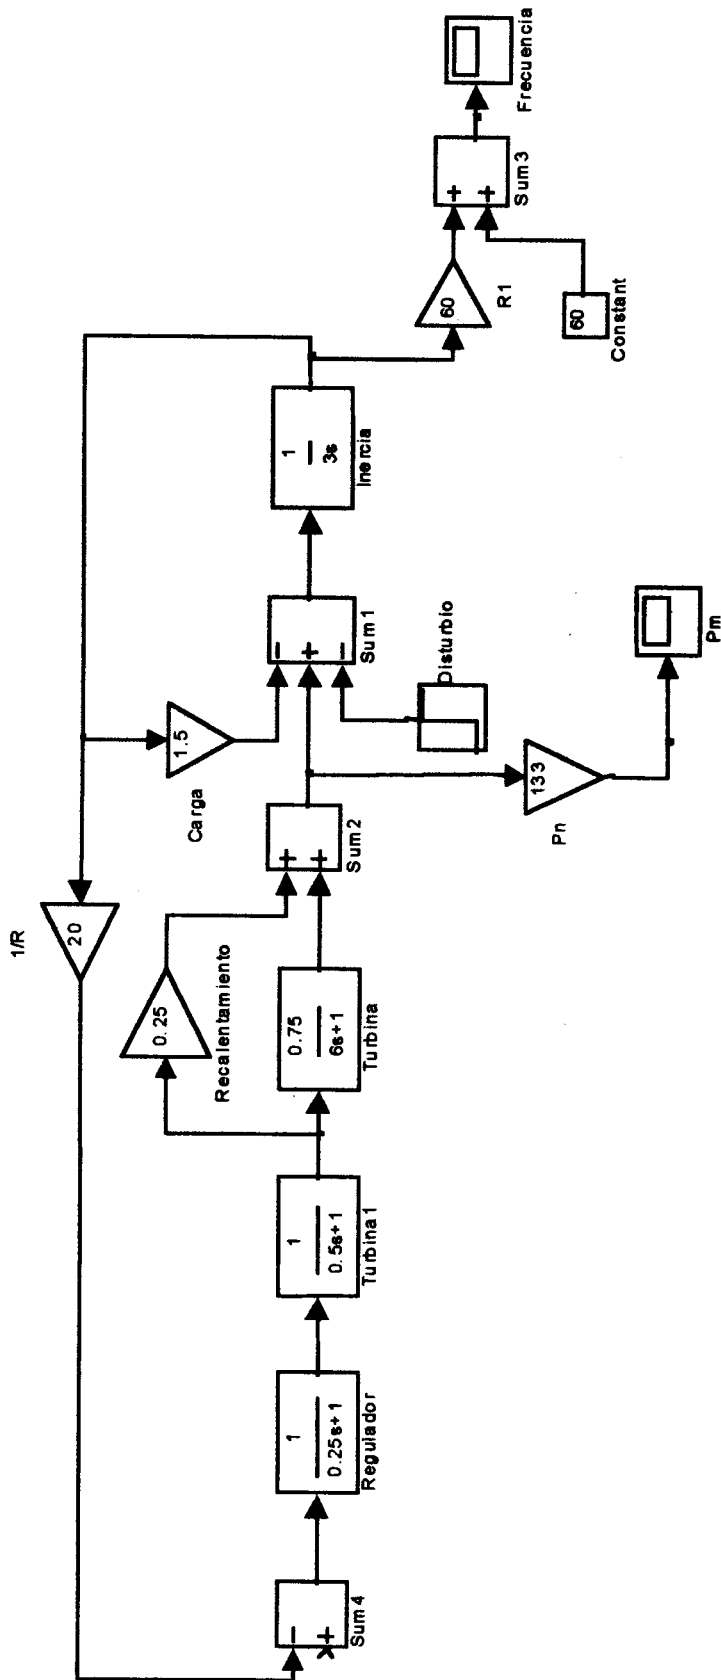 1/R
20
Sum4
Regulador
1
0.25s+1
Turbina1
1
0.5s+1
Recalentamiento
0.25
Turbina
0.75
6s+1
Sum2
Carga
1.5
Sum1
Disturbio
Inercia
1
3s
Pn
133
Pm
R1
60
Constant
60
Sum3
Frecuencia